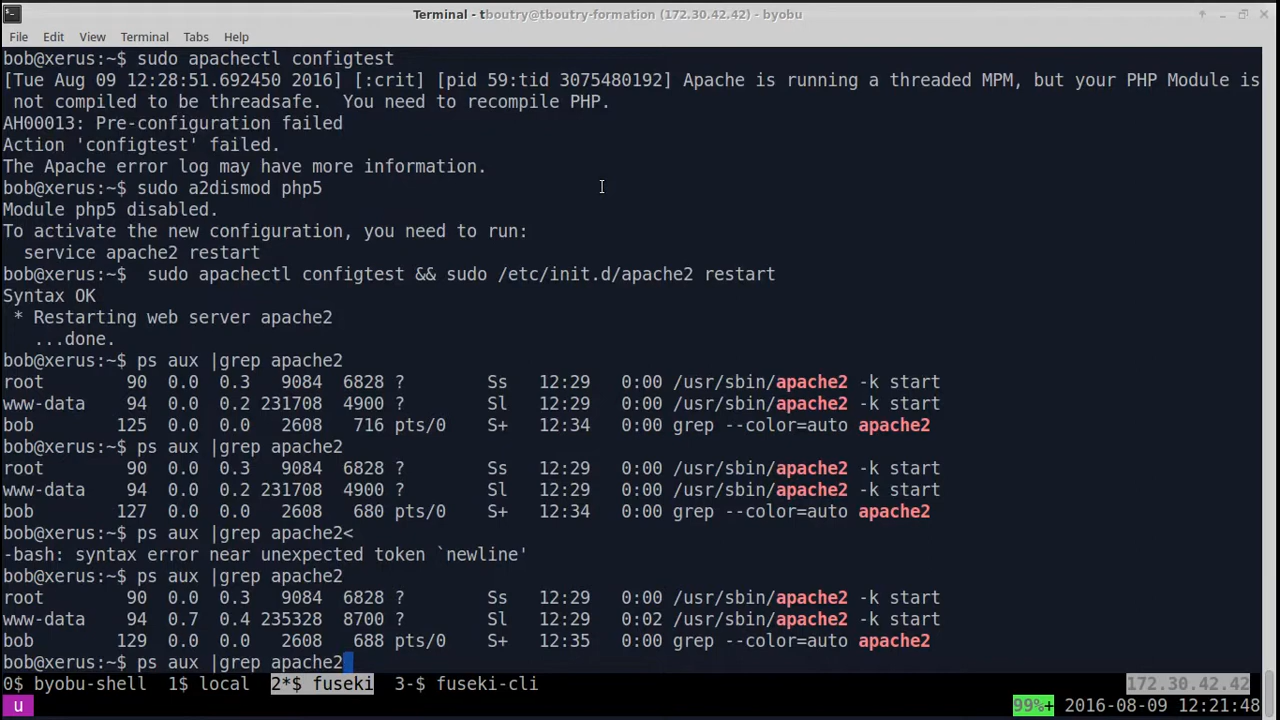 Terminal - tboutry@tboutry-formation (172.30.42.42) - byobu
File Edit View Terminal Tabs Help
bob@xerus:~$ sudo apachectl configtest
[Tue Aug 09 12:28:51.692450 2016] [:crit] [pid 59:tid 3075480192] Apache is running a threaded MPM, but your PHP Module is
 not compiled to be threadsafe.  You need to recompile PHP.
AH00013: Pre-configuration failed
Action 'configtest' failed.
The Apache error log may have more information.
bob@xerus:~$ sudo a2dismod php5
Module php5 disabled.
To activate the new configuration, you need to run:
  service apache2 restart
bob@xerus:~$  sudo apachectl configtest && sudo /etc/init.d/apache2 restart
Syntax OK
 * Restarting web server apache2
   ...done.
bob@xerus:~$ ps aux |grep apache2
root        90  0.0  0.3   9084  6828 ?        Ss   12:29   0:00 /usr/sbin/apache2 -k start
www-data    94  0.0  0.2 231708  4900 ?        Sl   12:29   0:00 /usr/sbin/apache2 -k start
bob        125  0.0  0.0   2608   716 pts/0    S+   12:34   0:00 grep --color=auto apache2
bob@xerus:~$ ps aux |grep apache2
root        90  0.0  0.3   9084  6828 ?        Ss   12:29   0:00 /usr/sbin/apache2 -k start
www-data    94  0.0  0.2 231708  4900 ?        Sl   12:29   0:00 /usr/sbin/apache2 -k start
bob        127  0.0  0.0   2608   680 pts/0    S+   12:34   0:00 grep --color=auto apache2
bob@xerus:~$ ps aux |grep apache2<
-bash: syntax error near unexpected token `newline'
bob@xerus:~$ ps aux |grep apache2
root        90  0.0  0.3   9084  6828 ?        Ss   12:29   0:00 /usr/sbin/apache2 -k start
www-data    94  0.7  0.4 235328  8700 ?        Sl   12:29   0:02 /usr/sbin/apache2 -k start
bob        129  0.0  0.0   2608   688 pts/0    S+   12:35   0:00 grep --color=auto apache2
bob@xerus:~$ ps aux |grep apache2
0$ byobu-shell  1$ local  2*$ fuseki  3-$ fuseki-cli 172.30.42.42
u 99%+ 2016-08-09 12:21:48